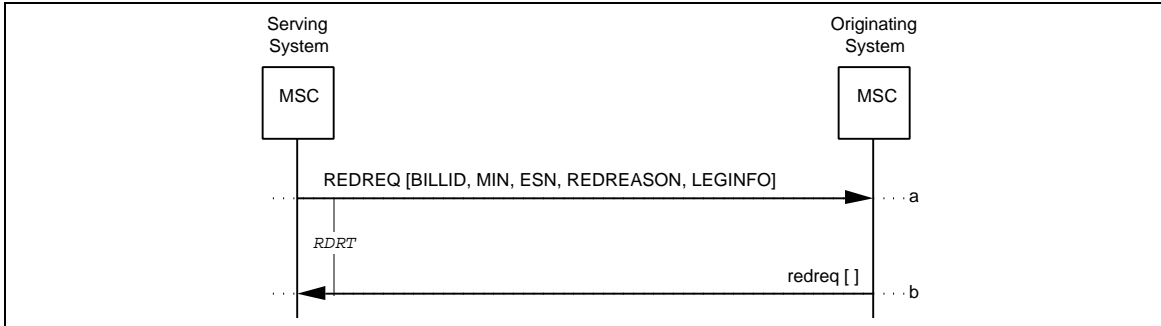 Serving
System
Originating
System
MSC
MSC
REDREQ [BILLID, MIN, ESN, REDREASON, LEGINFO]
a
RDRT
redreq [ ]
b